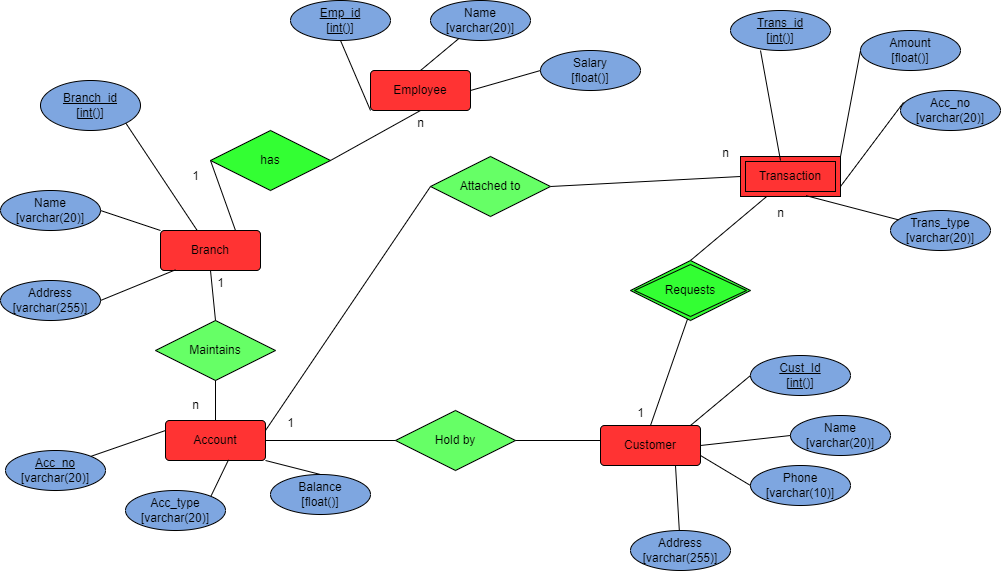 Emp_id
[int()]
Name
[varchar(20)]
Trans_id
[int()]
Amount
[float()]
Salary
[float()]
Employee
Branch_id
[int()]
Acc_no
[varchar(20)]
n
has
n
1
Attached to
Transaction
Name
[varchar(20)]
n
Trans_type
[varchar(20)]
Branch
1
Address
[varchar(255)]
Requests
Maintains
Cust_Id
[int()]
n
1
1
Account
Hold by
Customer
Name
[varchar(20)]
Acc_no
[varchar(20)]
Balance
[float()]
Phone
[varchar(10)]
Acc_type
[varchar(20)]
Address
[varchar(255)]